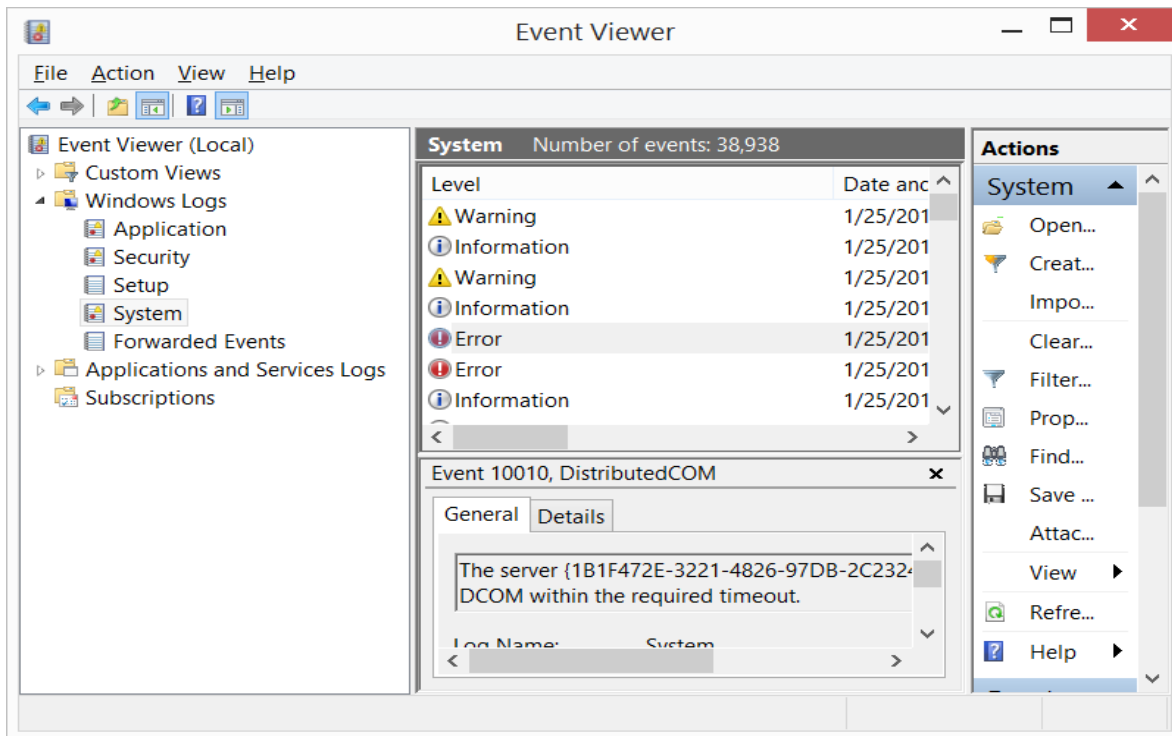 Event Viewer
File Action View Help
Event Viewer (Local)
Custom Views
Windows Logs
Application
Security
Setup
System
Forwarded Events
Applications and Services Logs
Subscriptions
System Number of events: 38,938
Level Date anc
Warning 1/25/201
Information 1/25/201
Warning 1/25/201
Information 1/25/201
Error 1/25/201
Error 1/25/201
Information 1/25/201
Event 10010, DistributedCOM
General Details
The server {1B1F472E-3221-4826-97DB-2C2324
DCOM within the required timeout.
Log Name: System
Actions
System
Open...
Creat...
Impo...
Clear...
Filter...
Prop...
Find...
Save ...
Attac...
View
Refre...
Help